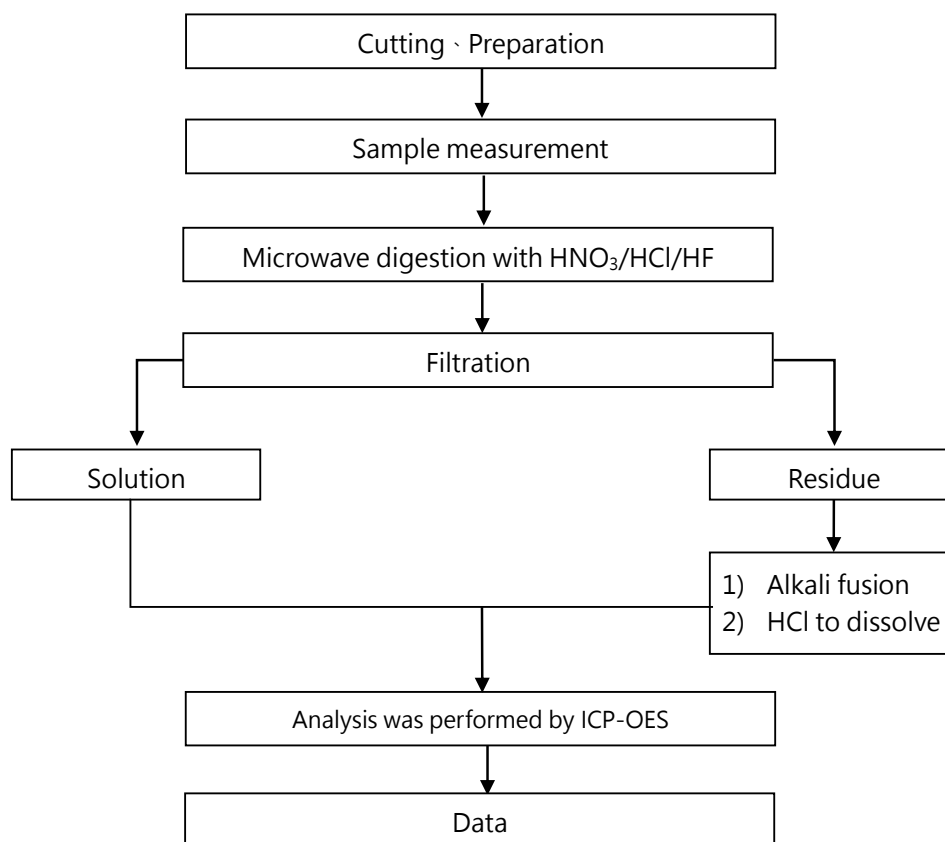 Cutting、Preparation
Sample measurement
Microwave digestion with HNO₃/HCl/HF
Filtration
Solution
Residue
1) Alkali fusion
2) HCl to dissolve
Analysis was performed by ICP-OES
Data